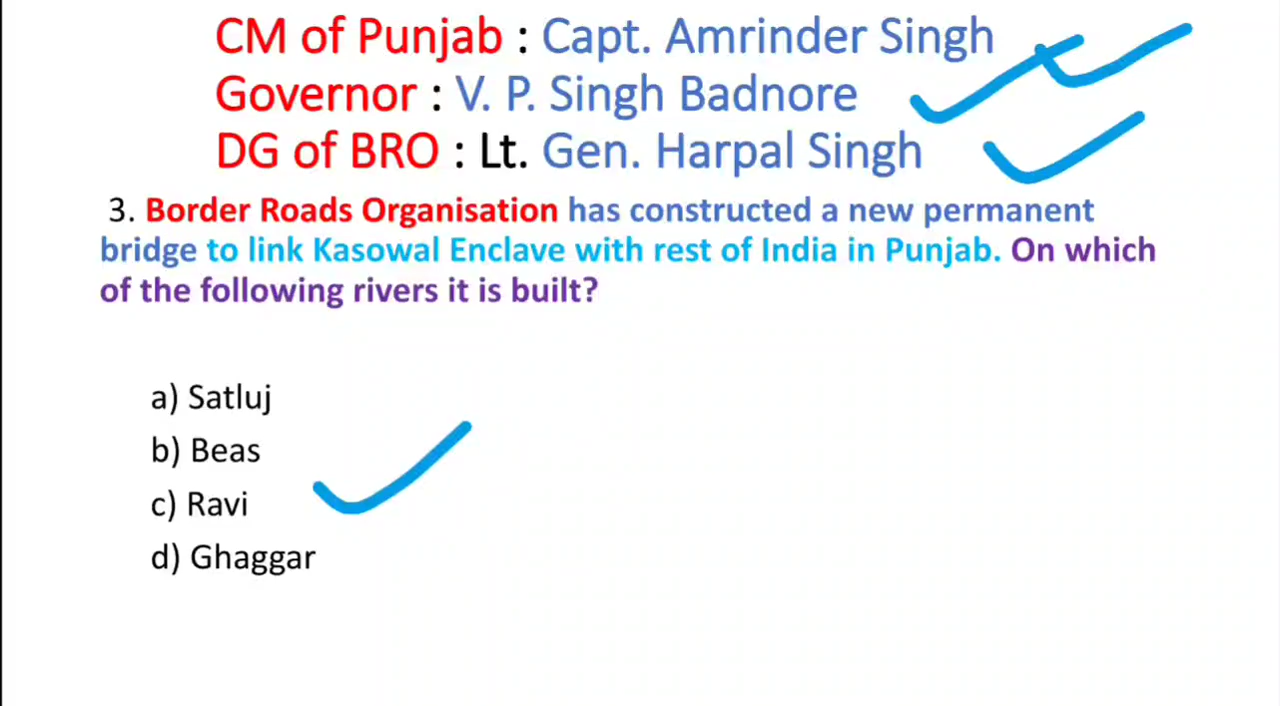 CM of Punjab : Capt. Amrinder Singh
Governor : V. P. Singh Badnore
DG of BRO : Lt. Gen. Harpal Singh
3. Border Roads Organisation has constructed a new permanent
bridge to link Kasowal Enclave with rest of India in Punjab. On which
of the following rivers it is built?
a) Satluj
b) Beas
c) Ravi
d) Ghaggar